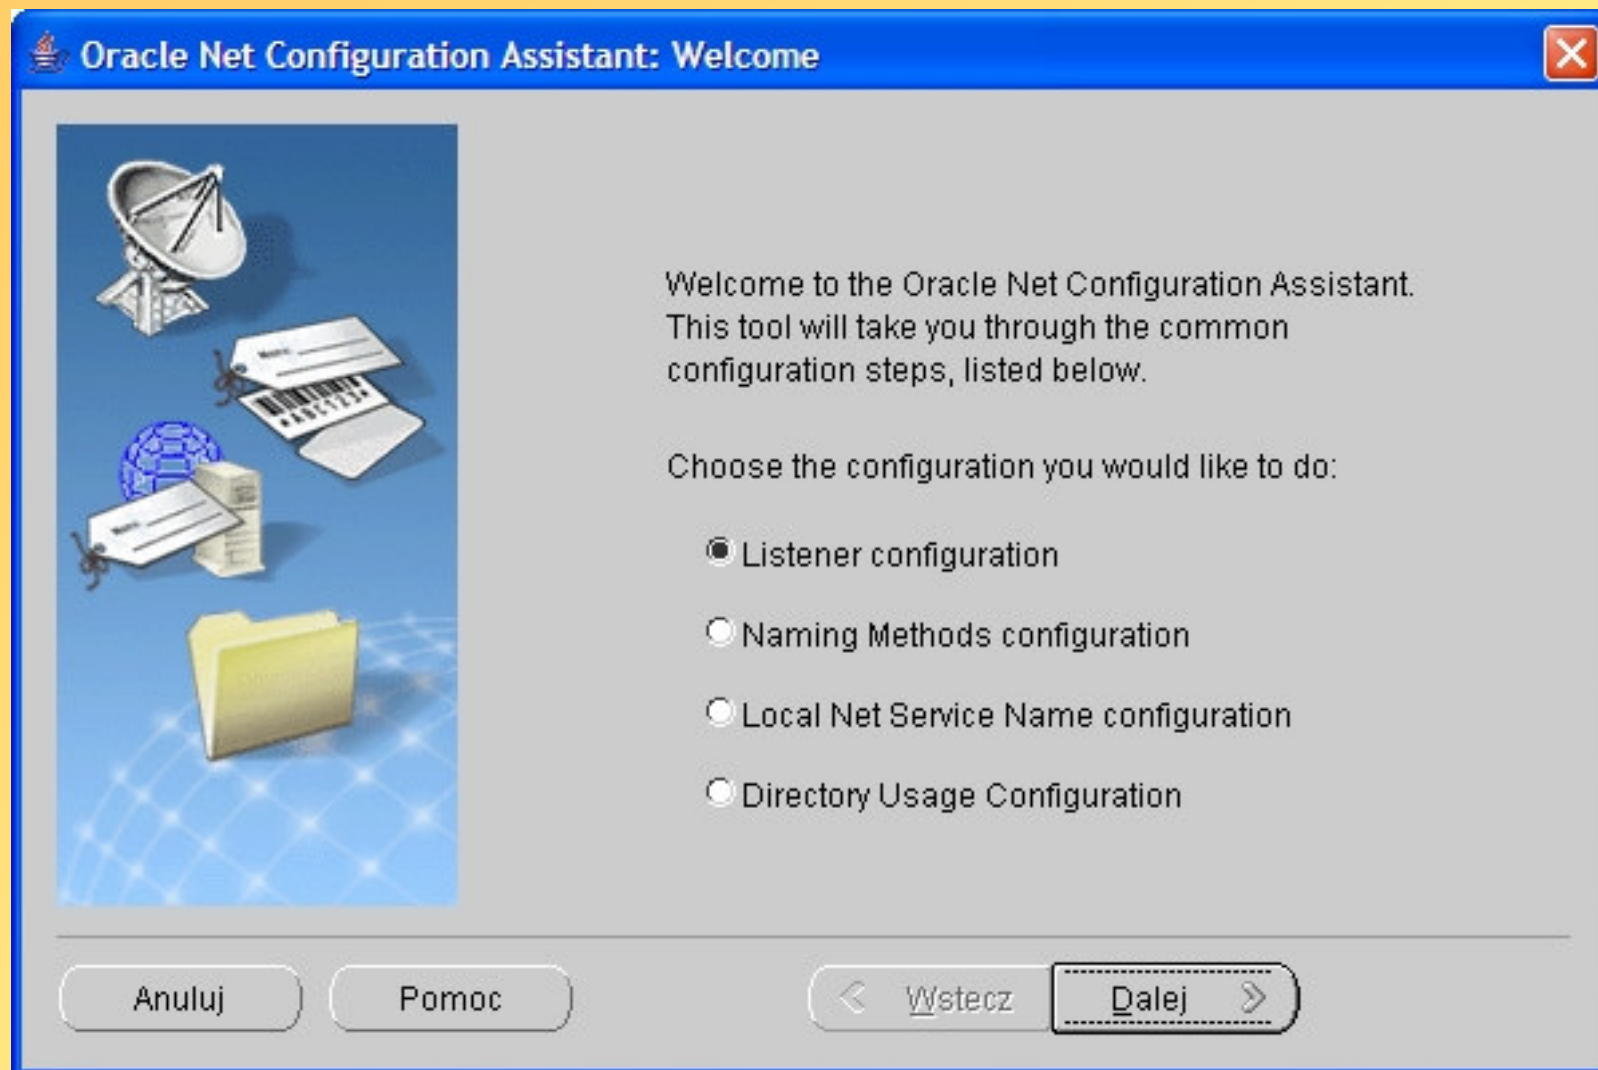 Oracle Net Configuration Assistant: Welcome
Welcome to the Oracle Net Configuration Assistant.
This tool will take you through the common
configuration steps, listed below.
Choose the configuration you would like to do:
Listener configuration
Naming Methods configuration
Local Net Service Name configuration
Directory Usage Configuration
*ABC123*
Anuluj
Pomoc
Wstecz
Dalej